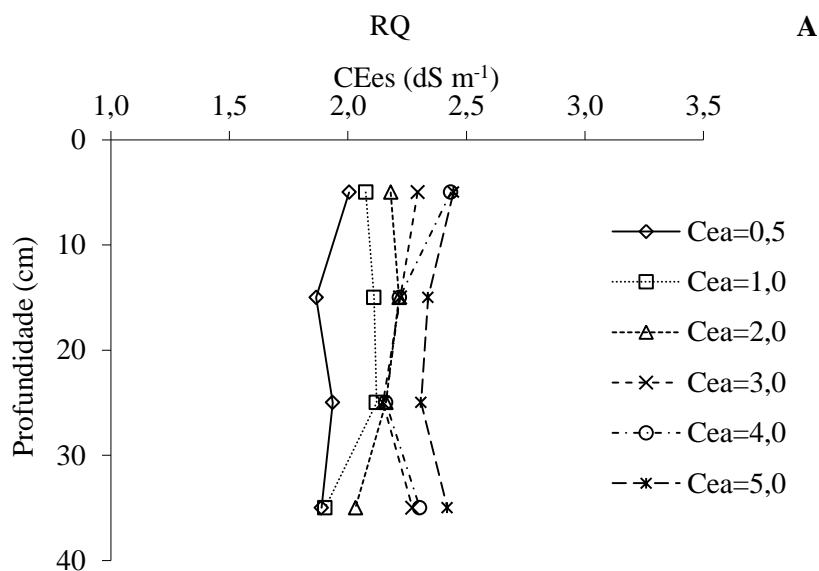 RQ
A
CEes (dS m-1)
1,0 1,5 2,0 2,5 3,0 3,5
0
10
20
30
40
Profundidade (cm)
Cea=0,5
Cea=1,0
Cea=2,0
Cea=3,0
Cea=4,0
Cea=5,0